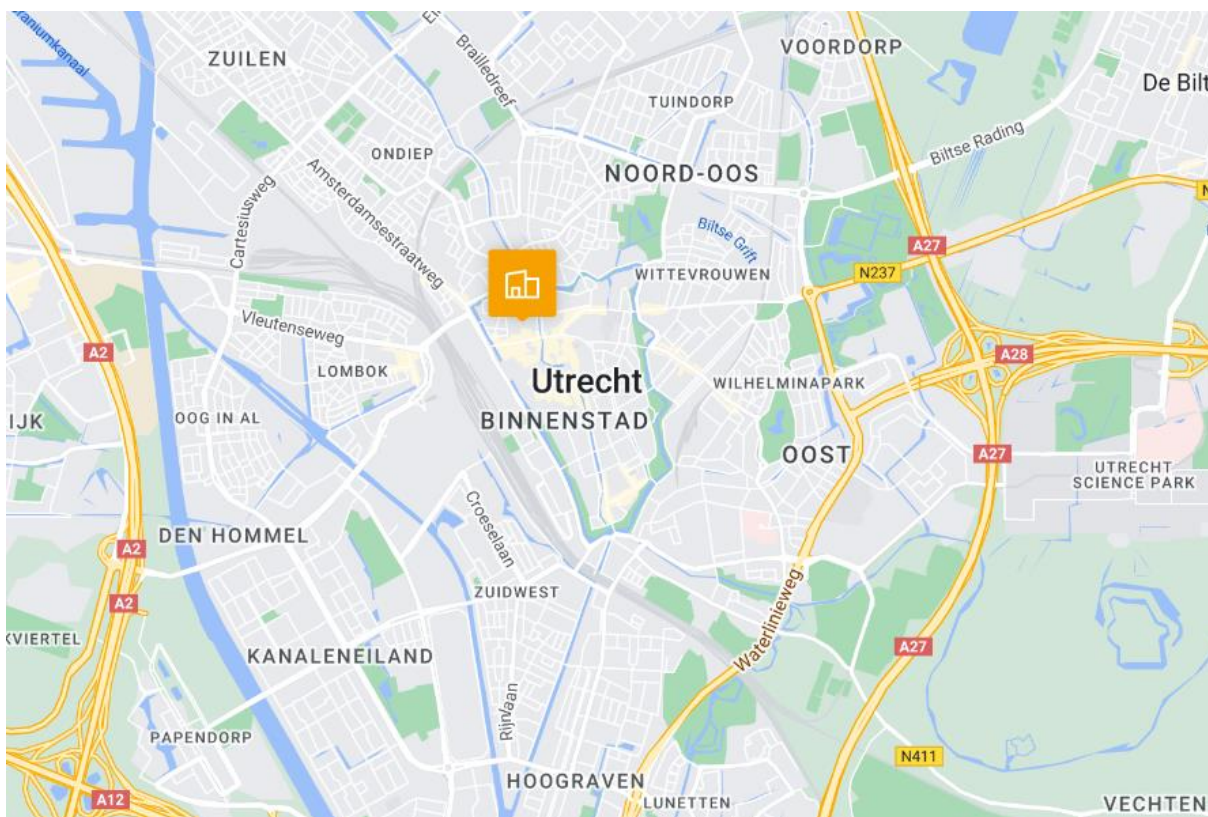 Uraniumkanaal
ZUILEN
Brailledreef
VOORDORP
De Bilt
TUINDORP
ONDIEP
Biltse Rading
Amsterdamsestraatweg
NOORD-OOS
Cartesiusweg
Biltse Grift
A27
WITTEVROUWEN
N237
Vleutenseweg
A2
A28
LOMBOK
Utrecht
WILHELMINAPARK
IJK
OOG IN AL
BINNENSTAD
OOST
A27
UTRECHT
SCIENCE PARK
Croeselaan
DEN HOMMEL
A2
ZUIDWEST
A2
Waterlinieweg
KVIERTEL
A27
KANALENEILAND
Rijnlaan
PAPENDORP
N411
HOOGRAVEN
A12
LUNETTEN
VECHTEN